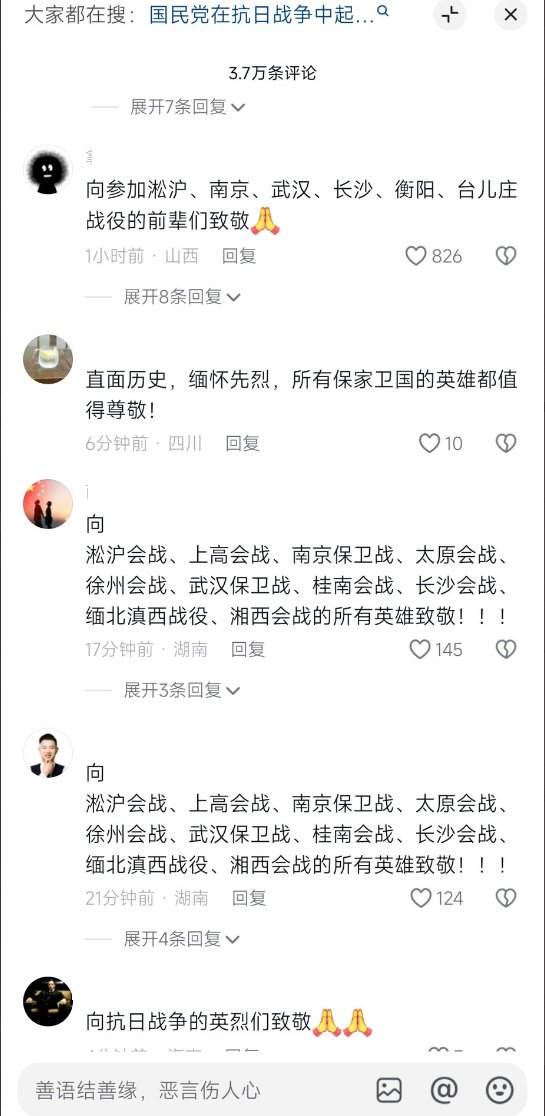 大家都在搜：国民党在抗日战争中起...
3.7万条评论
展开7条回复
向参加淞沪、南京、武汉、长沙、衡阳、台儿庄
战役的前辈们致敬🙏
1小时前 · 山西 回复 826
展开8条回复
直面历史，缅怀先烈，所有保家卫国的英雄都值
得尊敬！
6分钟前 · 四川 回复 10
向
淞沪会战、上高会战、南京保卫战、太原会战、
徐州会战、武汉保卫战、桂南会战、长沙会战、
缅北滇西战役、湘西会战的所有英雄致敬！！！
17分钟前 · 湖南 回复 145
展开3条回复
向
淞沪会战、上高会战、南京保卫战、太原会战、
徐州会战、武汉保卫战、桂南会战、长沙会战、
缅北滇西战役、湘西会战的所有英雄致敬！！！
21分钟前 · 湖南 回复 124
展开4条回复
向抗日战争的英烈们致敬🙏🙏
善语结善缘，恶言伤人心